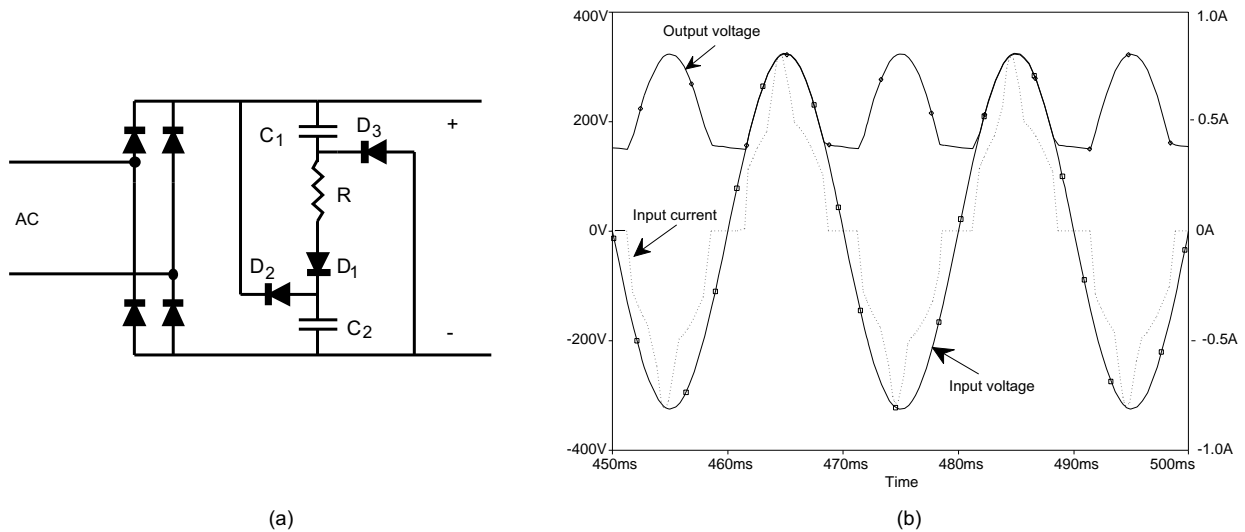 AC
C1
D3
R
D2
D1
C2
+
-
(a)
400V
200V
0V
-200V
-400V
1.0A
0.5A
0A
-0.5A
-1.0A
Output voltage
Input current
Input voltage
450ms
460ms
470ms
480ms
490ms
500ms
Time
(b)